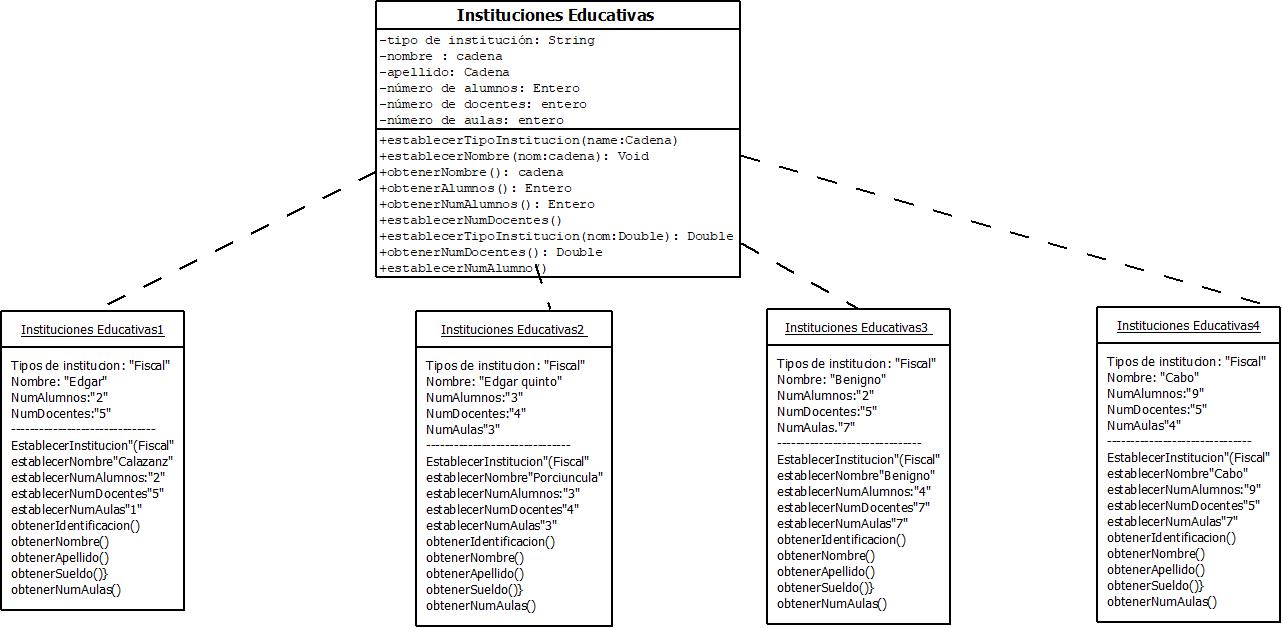 Instituciones Educativas
-tipo de institución: String
-nombre : cadena
-apellido: Cadena
-número de alumnos: Entero
-número de docentes: entero
-número de aulas: entero
+establecerTipoInstitucion(name:Cadena)
+establecerNombre(nom:cadena): Void
+obtenerNombre(): cadena
+obtenerAlumnos(): Entero
+obtenerNumAlumnos(): Entero
+establecerNumDocentes()
+establecerTipoInstitucion(nom:Double): Double
+obtenerNumDocentes(): Double
+establecerNumAlumno()
Instituciones Educativas1
Tipos de institucion: "Fiscal"
Nombre: "Edgar"
NumAlumnos:"2"
NumDocentes:"5"
-------------------------------
EstablecerInstitucion"(Fiscal"
establecerNombre"Calazanz"
establecerNumAlumnos:"2"
establecerNumDocentes"5"
establecerNumAulas"1"
obtenerIdentificacion()
obtenerNombre()
obtenerApellido()
obtenerSueldo()}
obtenerNumAulas()
Instituciones Educativas2
Tipos de institucion: "Fiscal"
Nombre: "Edgar quinto"
NumAlumnos:"3"
NumDocentes:"4"
NumAulas"3"
-------------------------------
EstablecerInstitucion"(Fiscal"
establecerNombre"Porciuncula"
establecerNumAlumnos:"3"
establecerNumDocentes"4"
establecerNumAulas"3"
obtenerIdentificacion()
obtenerNombre()
obtenerApellido()
obtenerSueldo()}
obtenerNumAulas()
Instituciones Educativas3
Tipos de institucion: "Fiscal"
Nombre: "Benigno"
NumAlumnos:"2"
NumDocentes:"5"
NumAulas."7"
-------------------------------
EstablecerInstitucion"(Fiscal"
establecerNombre"Benigno"
establecerNumAlumnos:"4"
establecerNumDocentes"7"
establecerNumAulas"7"
obtenerIdentificacion()
obtenerNombre()
obtenerApellido()
obtenerSueldo()}
obtenerNumAulas()
Instituciones Educativas4
Tipos de institucion: "Fiscal"
Nombre: "Cabo"
NumAlumnos:"9"
NumDocentes:"5"
NumAulas"4"
-------------------------------
EstablecerInstitucion"(Fiscal"
establecerNombre"Cabo"
establecerNumAlumnos:"9"
establecerNumDocentes"5"
establecerNumAulas"7"
obtenerIdentificacion()
obtenerNombre()
obtenerApellido()
obtenerSueldo()}
obtenerNumAulas()